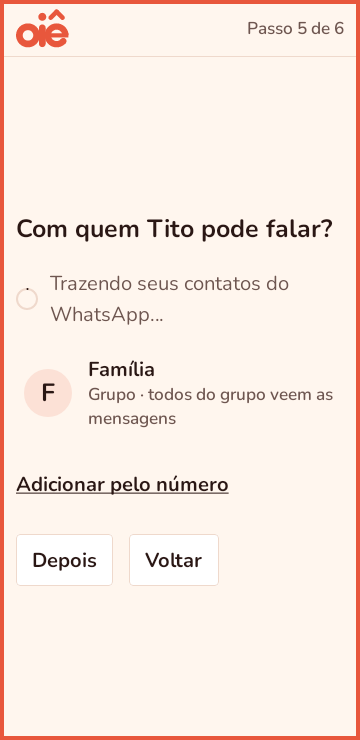 oiê
Passo 5 de 6
Com quem Tito pode falar?
Trazendo seus contatos do
WhatsApp...
F
Família
Grupo · todos do grupo veem as
mensagens
Adicionar pelo número
Depois
Voltar